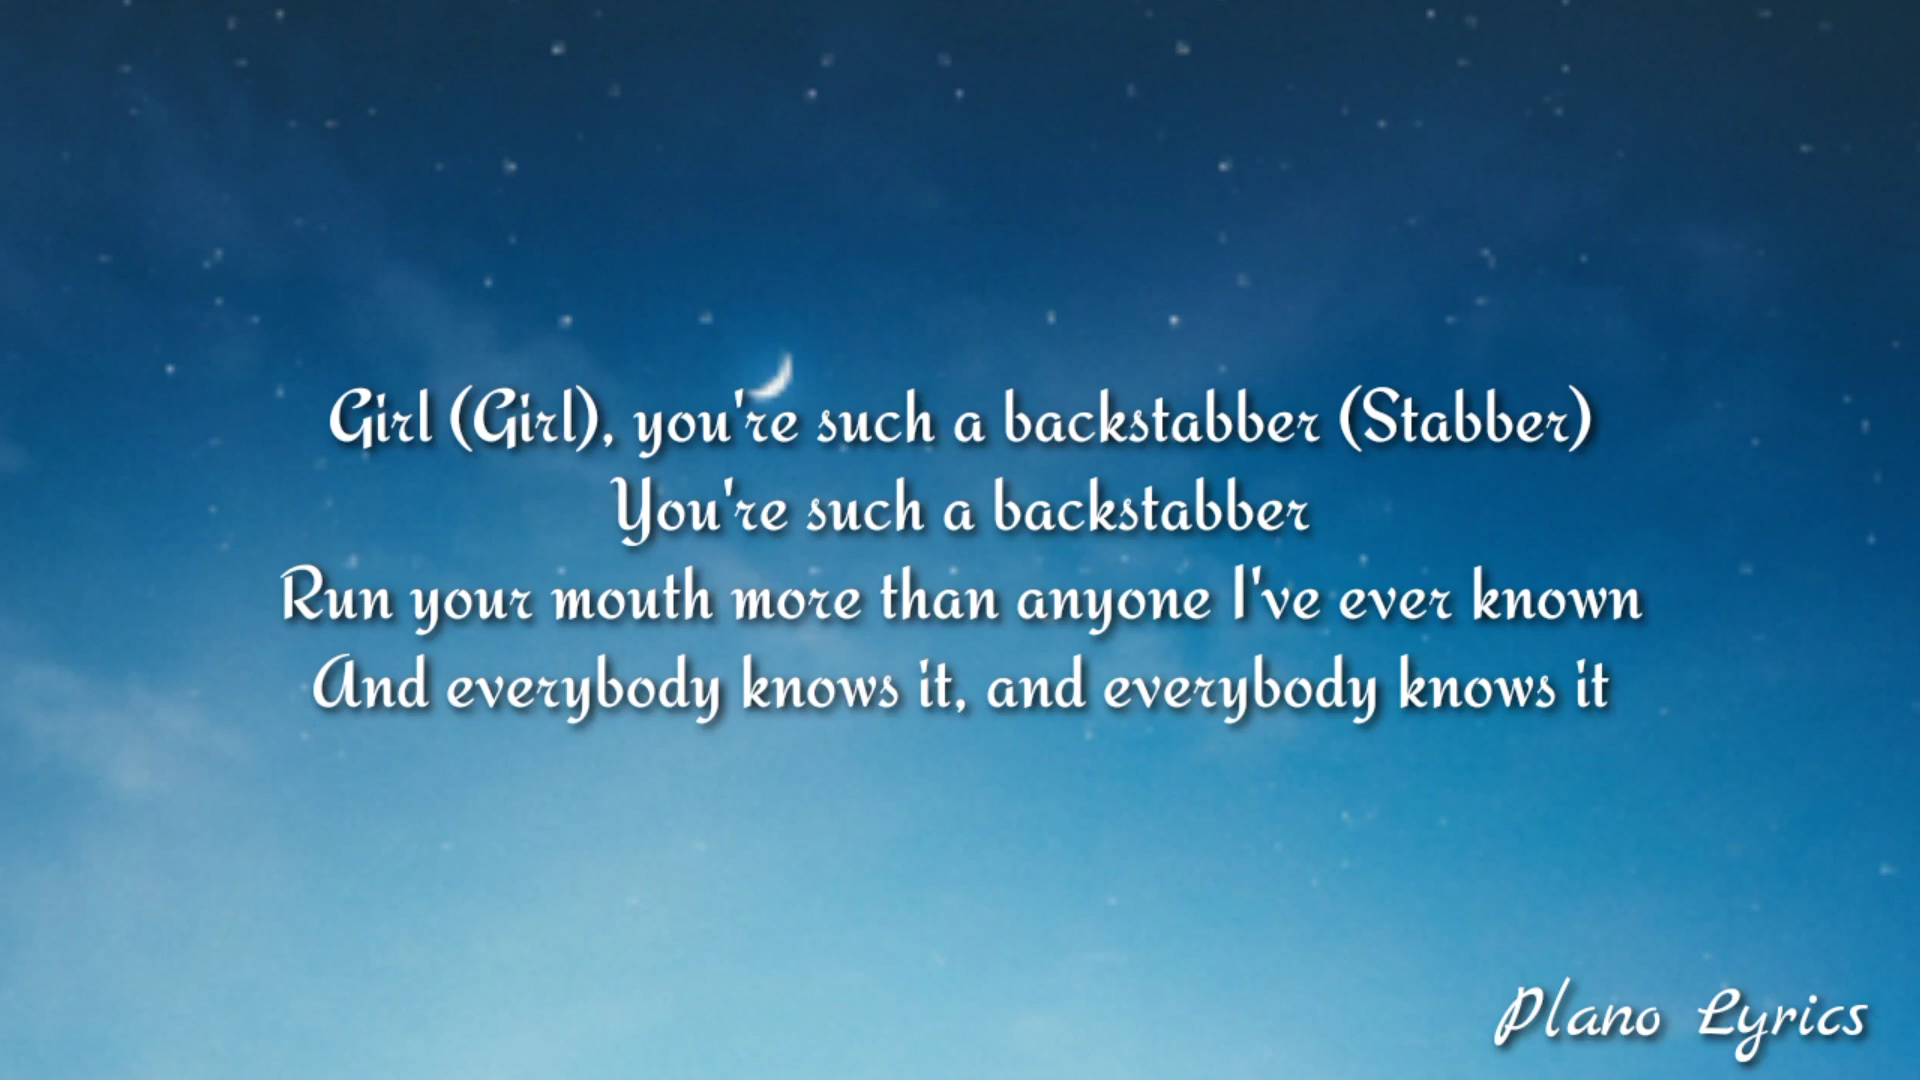 Girl (Girl), you're such a backstabber (Stabber)
You're such a backstabber
Run your mouth more than anyone I've ever known
And everybody knows it, and everybody knows it
Plano Lyrics